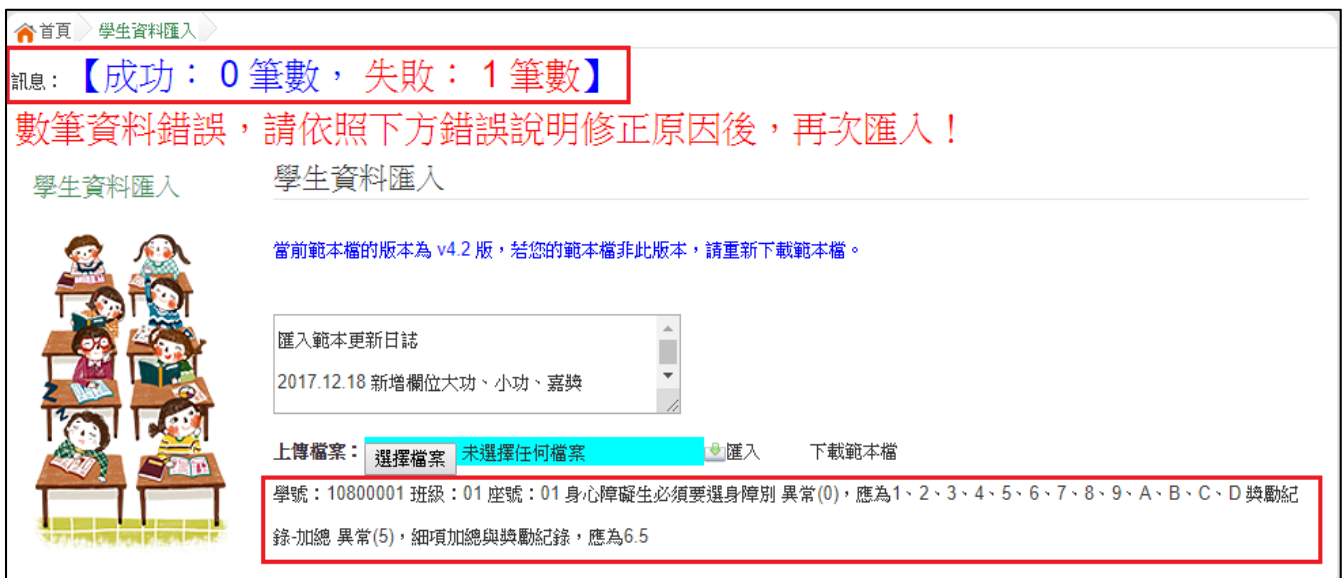 首頁 學生資料匯入
訊息：【成功： 0 筆數， 失敗： 1 筆數】
數筆資料錯誤，請依照下方錯誤說明修正原因後，再次匯入！
學生資料匯入
學生資料匯入
當前範本檔的版本為 v4.2 版，若您的範本檔非此版本，請重新下載範本檔。
匯入範本更新日誌
2017.12.18 新增欄位大功、小功、嘉獎
上傳檔案： 選擇檔案 未選擇任何檔案 匯入 下載範本檔
學號：10800001 班級：01 座號：01 身心障礙生必須要選身障別 異常(0)，應為1、2、3、4、5、6、7、8、9、A、B、C、D 獎勵紀
錄-加總 異常(5)，細項加總與獎勵紀錄，應為6.5